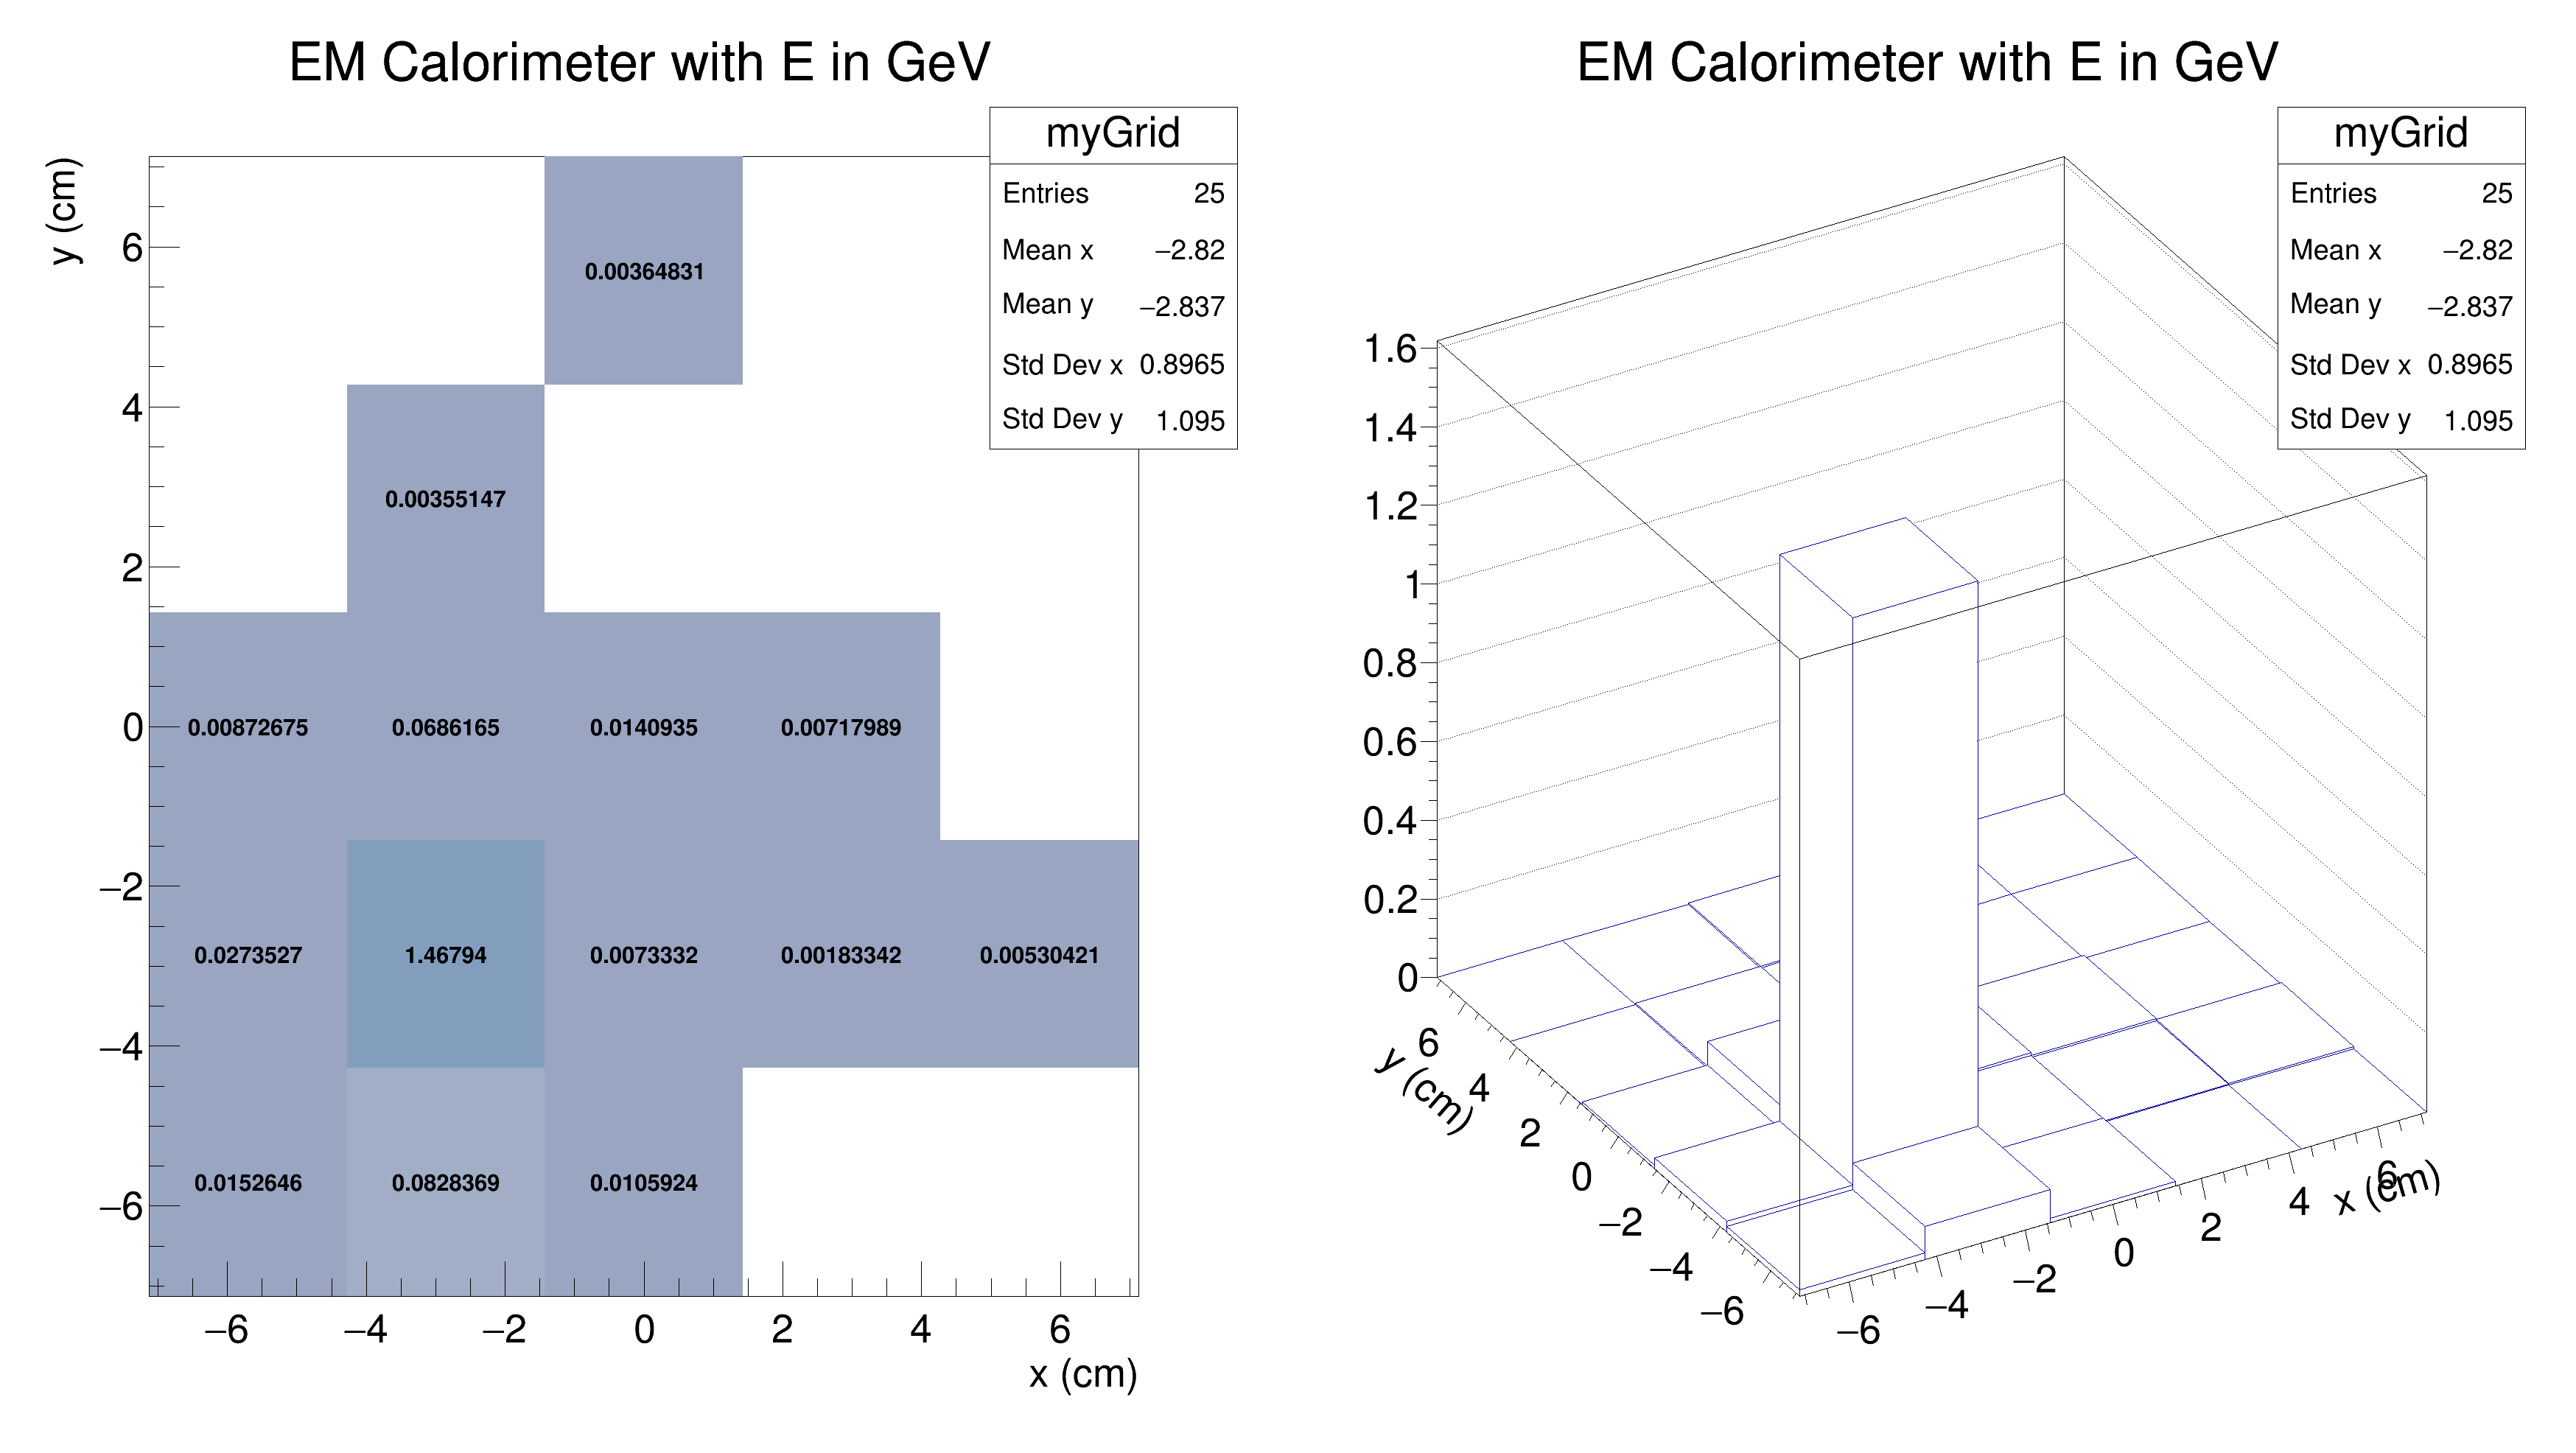 EM Calorimeter with E in GeV
myGrid
Entries 25
Mean x −2.82
Mean y −2.837
Std Dev x 0.8965
Std Dev y 1.095
y (cm)
6
4
2
0
−2
−4
−6
0.00364831
0.00355147
0.00872675 0.0686165 0.0140935 0.00717989
0.0273527 1.46794 0.0073332 0.00183342 0.00530421
0.0152646 0.0828369 0.0105924
−6 −4 −2 0 2 4 6
x (cm)
EM Calorimeter with E in GeV
myGrid
Entries 25
Mean x −2.82
Mean y −2.837
Std Dev x 0.8965
Std Dev y 1.095
1.6
1.4
1.2
1
0.8
0.6
0.4
0.2
0
y (cm)
6
4
2
0
−2
−4
−6
−6
−4
−2
0
2
4
6
x (cm)